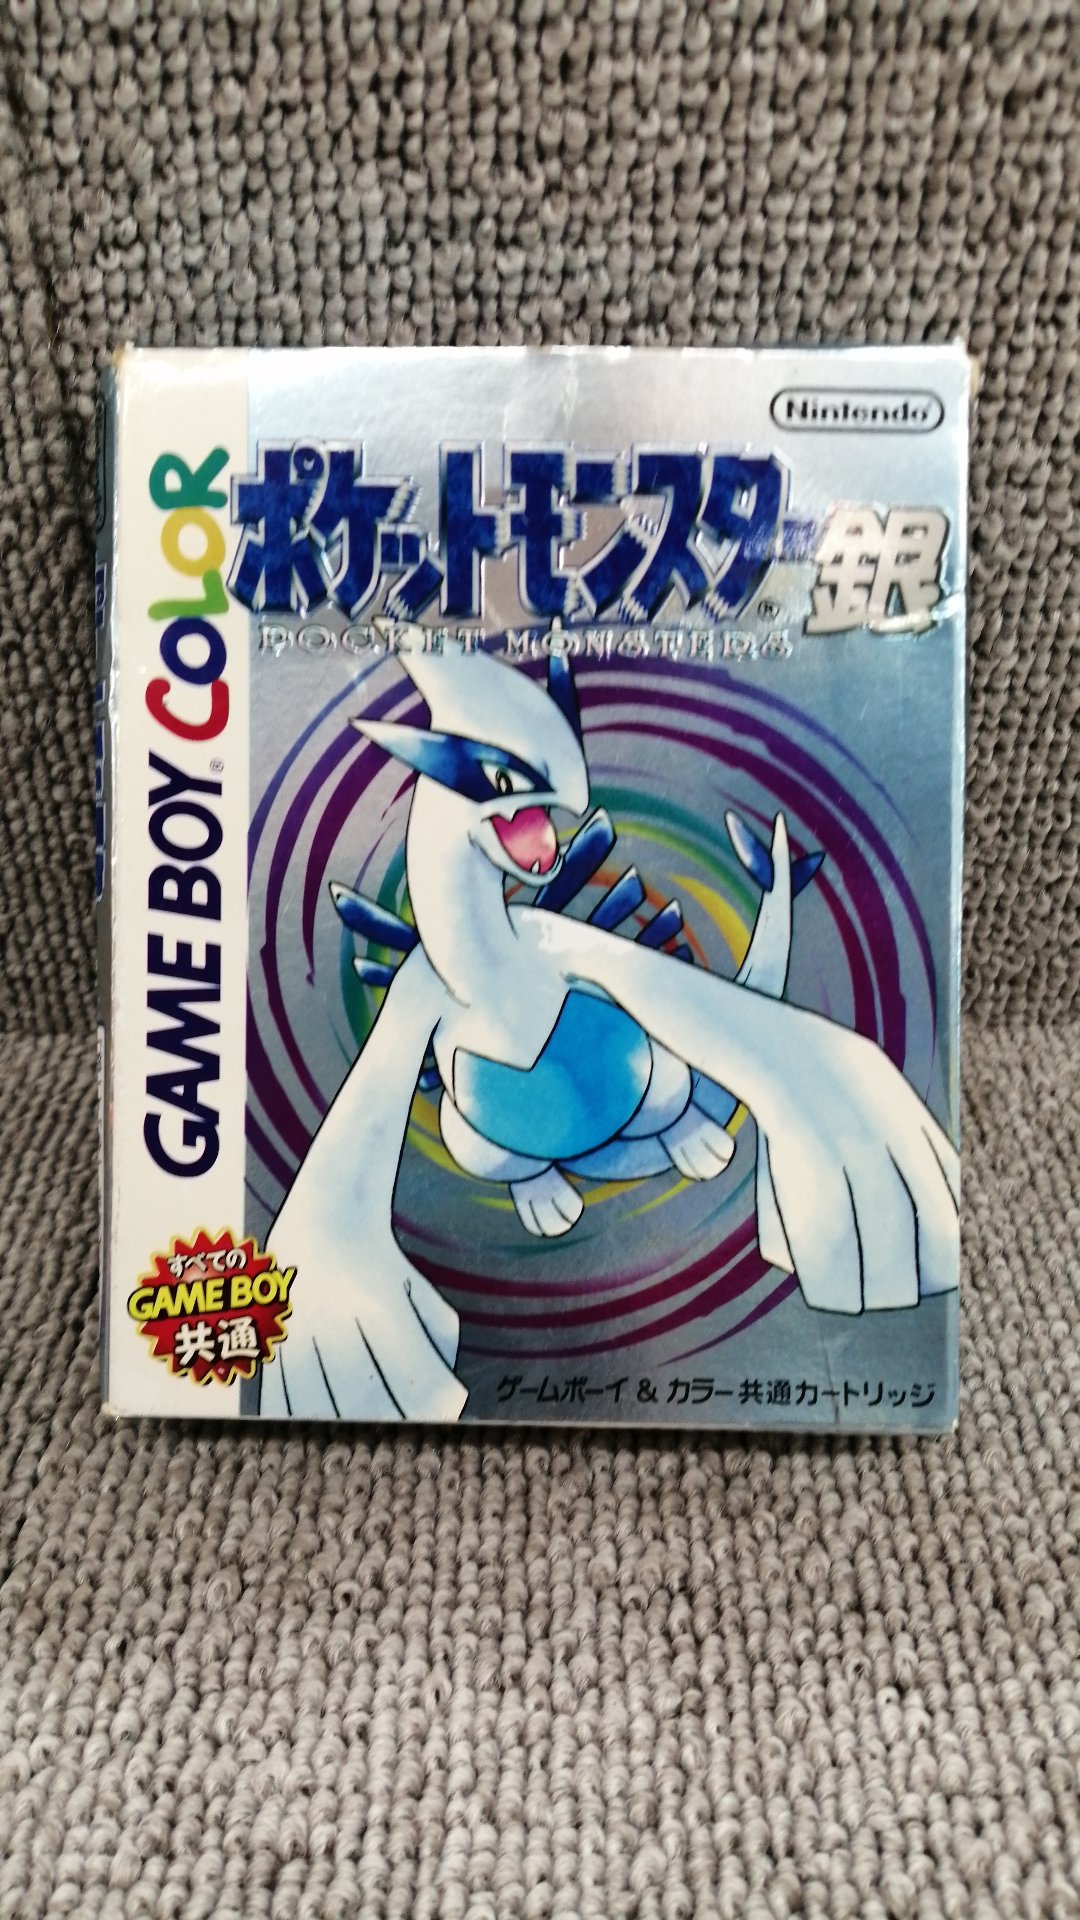 Nintendo
ポケットモンスター銀
POCKET MONSTERS
GAME BOY COLOR
すべての
GAME BOY
共通
ゲームボーイ & カラー共通カートリッジ